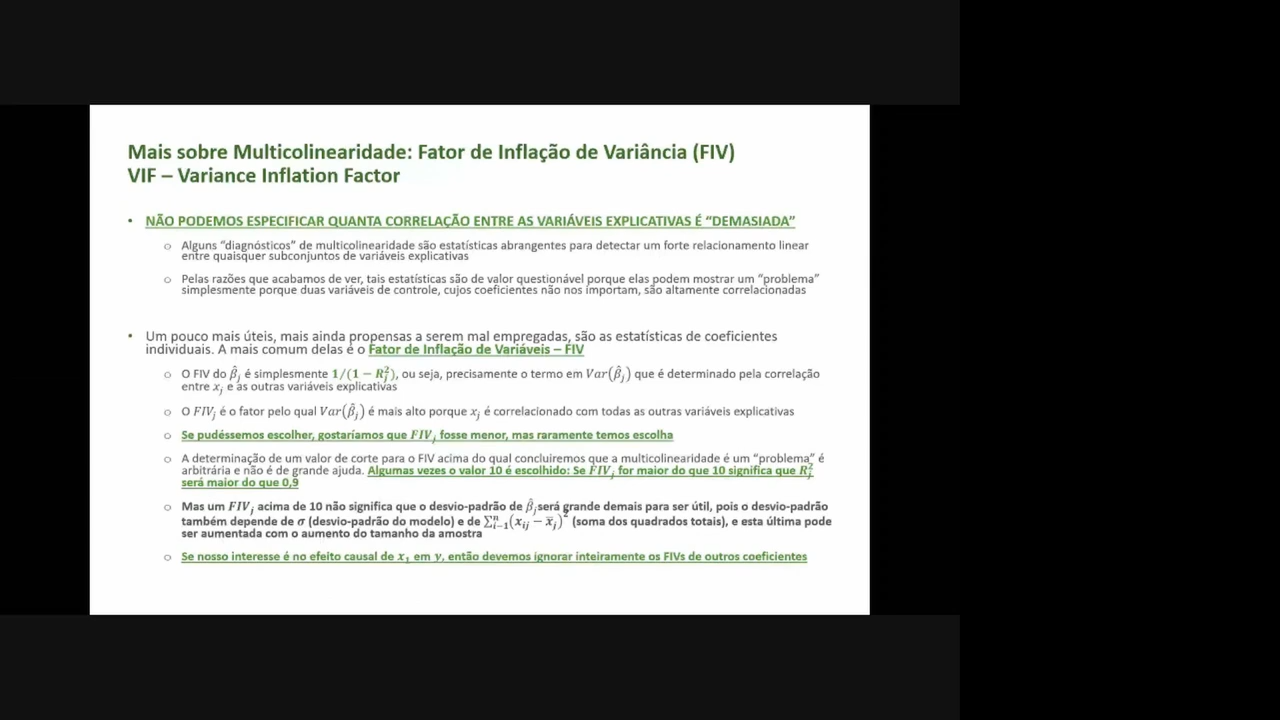 Mais sobre Multicolinearidade: Fator de Inflação de Variância (FIV)
VIF – Variance Inflation Factor
• NÃO PODEMOS ESPECIFICAR QUANTA CORRELAÇÃO ENTRE AS VARIÁVEIS EXPLICATIVAS É “DEMASIADA”
○ Alguns “diagnósticos” de multicolinearidade são estatísticas abrangentes para detectar um forte relacionamento linear
entre quaisquer subconjuntos de variáveis explicativas
○ Pelas razões que acabamos de ver, tais estatísticas são de valor questionável porque elas podem mostrar um “problema”
simplesmente porque duas variáveis de controle, cujos coeficientes não nos importam, são altamente correlacionadas
• Um pouco mais úteis, mais ainda propensas a serem mal empregadas, são as estatísticas de coeficientes
individuais. A mais comum delas é o Fator de Inflação de Variáveis – FIV
○ O FIV do β̂ⱼ é simplesmente 1/(1 − Rⱼ²), ou seja, precisamente o termo em Var(β̂ⱼ) que é determinado pela correlação
entre xⱼ e as outras variáveis explicativas
○ O FIVⱼ é o fator pelo qual Var(β̂ⱼ) é mais alto porque xⱼ é correlacionado com todas as outras variáveis explicativas
○ Se pudéssemos escolher, gostaríamos que FIVⱼ fosse menor, mas raramente temos escolha
○ A determinação de um valor de corte para o FIV acima do qual concluiremos que a multicolinearidade é um “problema” é
arbitrária e não é de grande ajuda. Algumas vezes o valor 10 é escolhido: Se FIVⱼ for maior do que 10 significa que Rⱼ²
será maior do que 0,9
○ Mas um FIVⱼ acima de 10 não significa que o desvio-padrão de β̂ⱼ será grande demais para ser útil, pois o desvio-padrão
também depende de σ (desvio-padrão do modelo) e de ∑ⁿᵢ₋₁(xᵢⱼ − x̅ⱼ)² (soma dos quadrados totais), e esta última pode
ser aumentada com o aumento do tamanho da amostra
○ Se nosso interesse é no efeito causal de x₁ em y, então devemos ignorar inteiramente os FIVs de outros coeficientes